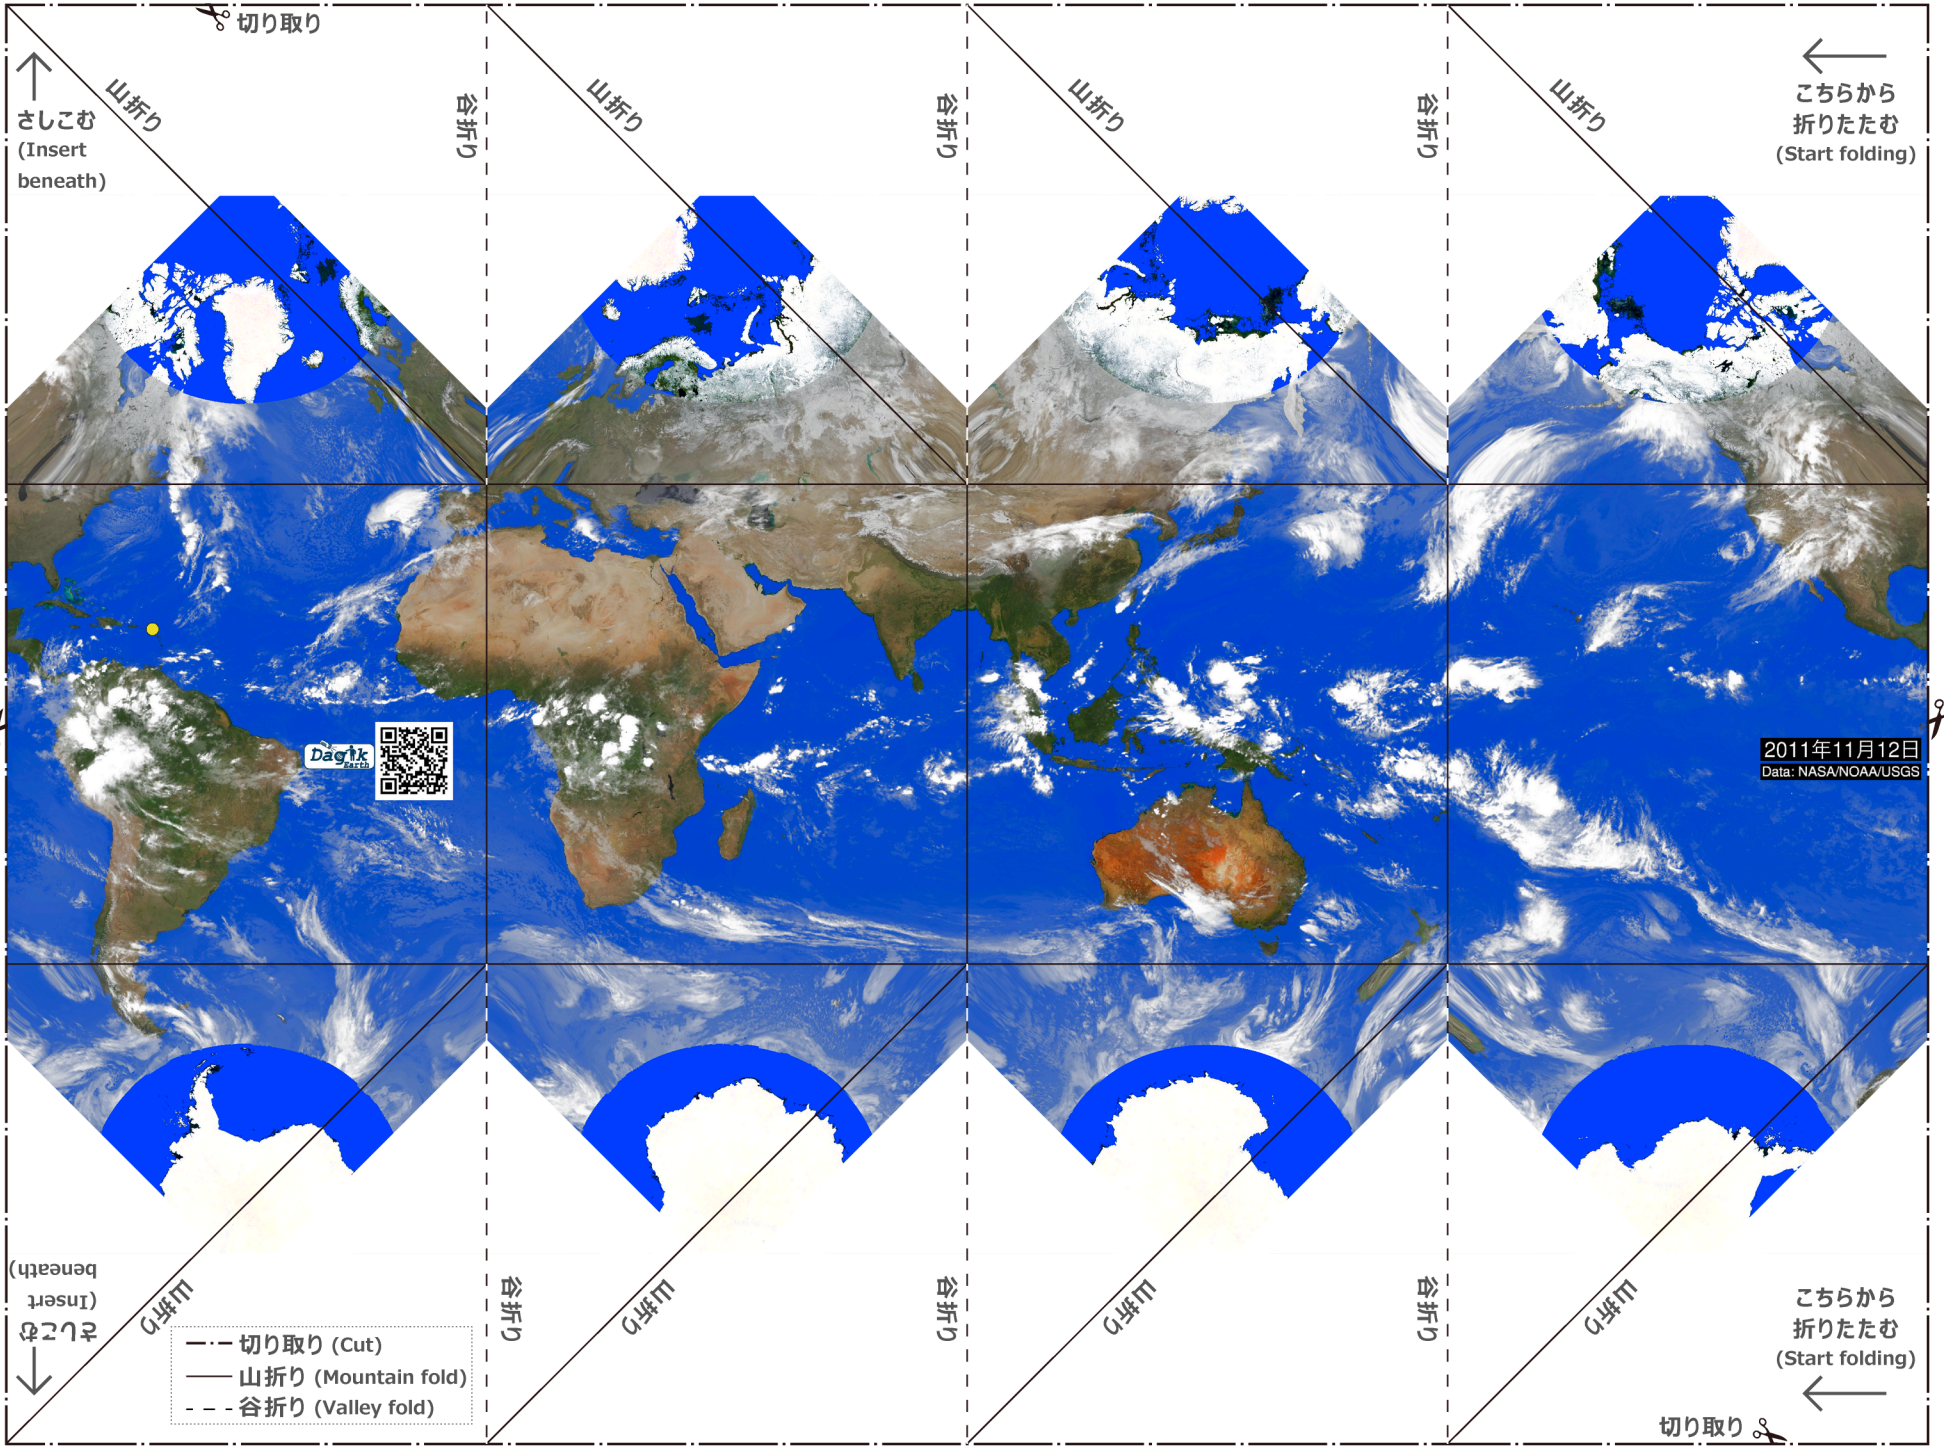 切り取り
山折り
谷折り
山折り
谷折り
山折り
谷折り
山折り
さしこむ
(Insert
beneath)
こちらから
折りたたむ
(Start folding)
Dagik
Earth
2011年11月12日
Data: NASA/NOAA/USGS
さしこむ
(Insert
beneath)
山折り
谷折り
山折り
谷折り
山折り
谷折り
山折り
こちらから
折りたたむ
(Start folding)
切り取り (Cut)
山折り (Mountain fold)
谷折り (Valley fold)
切り取り